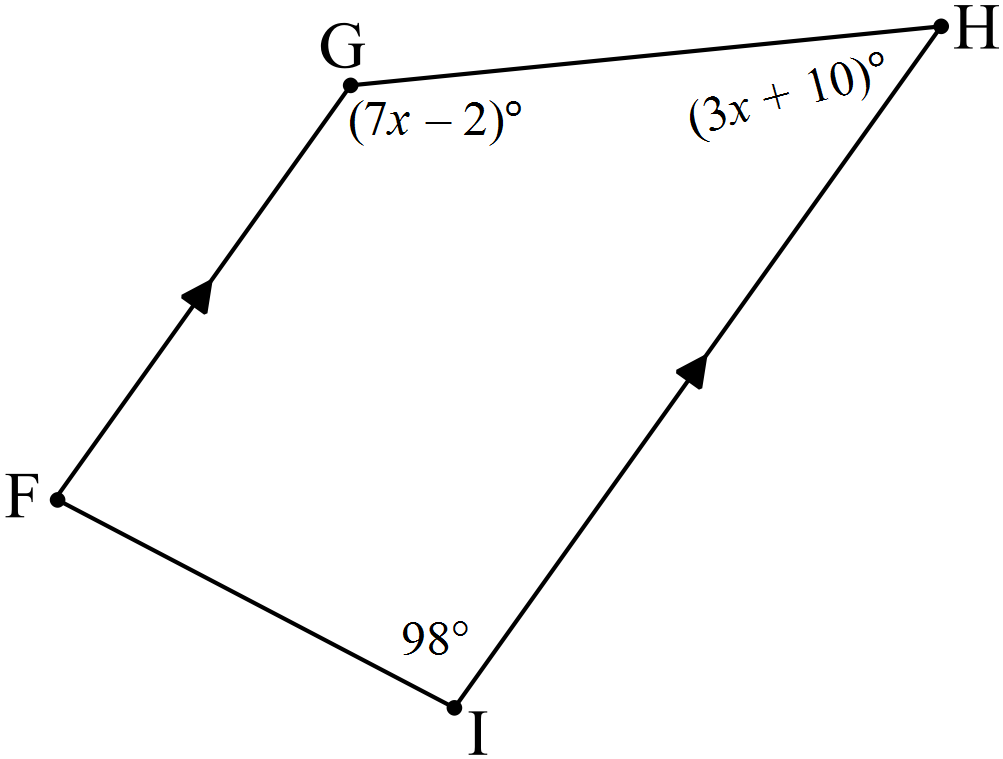 H
G
(7x – 2)°
(3x + 10)°
F
98°
I